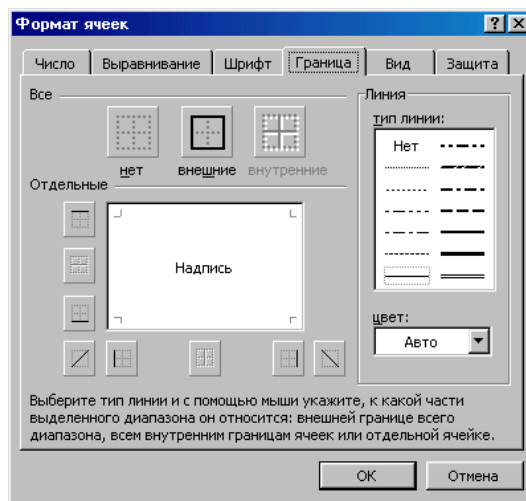 Формат ячеек
Число Выравнивание Шрифт Граница Вид Защита
Все
нет внешние внутренние
Отдельные
Надпись
Линия
тип линии:
Нет
цвет:
Авто
Выберите тип линии и с помощью мыши укажите, к какой части
выделенного диапазона он относится: внешней границе всего
диапазона, всем внутренним границам ячеек или отдельной ячейке.
OK Отмена